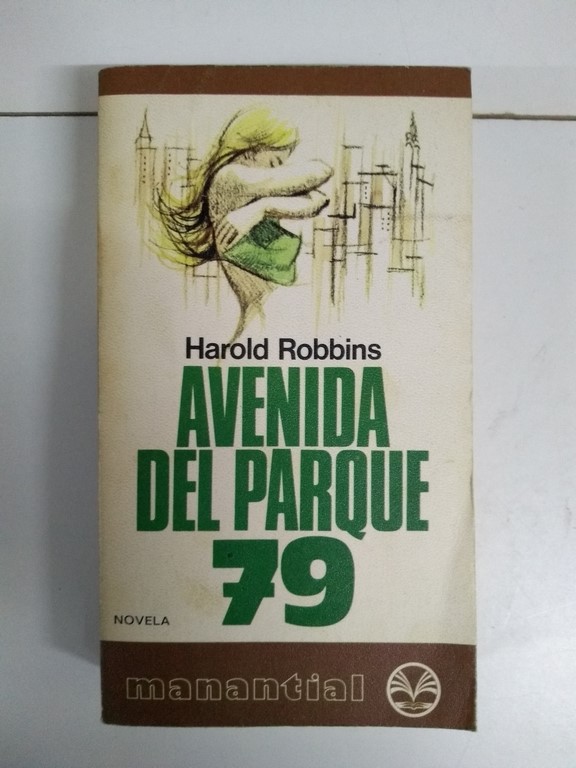 Harold Robbins
AVENIDA
DEL PARQUE
79
NOVELA
manantial